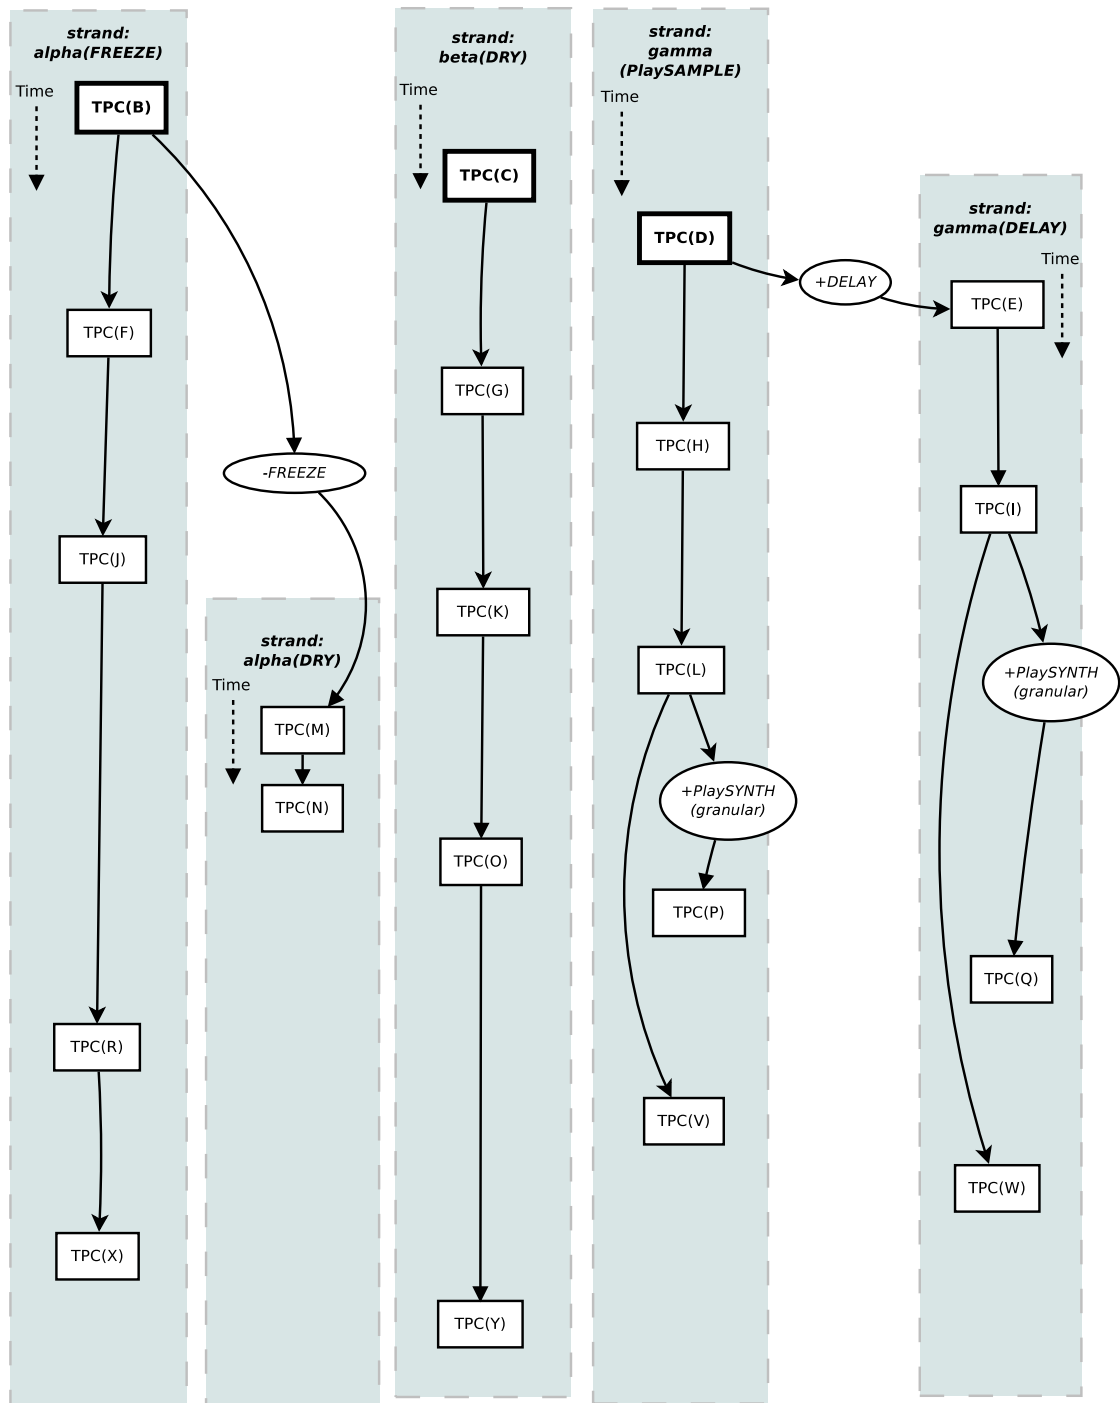 strand:
alpha(FREEZE)
Time
TPC(B)
TPC(F)
-FREEZE
TPC(J)
strand:
alpha(DRY)
Time
TPC(M)
TPC(N)
TPC(R)
TPC(X)
strand:
beta(DRY)
Time
TPC(C)
TPC(G)
TPC(K)
TPC(O)
TPC(Y)
strand:
gamma
(PlaySAMPLE)
Time
TPC(D)
+DELAY
TPC(H)
TPC(L)
+PlaySYNTH
(granular)
TPC(P)
TPC(V)
strand:
gamma(DELAY)
Time
TPC(E)
TPC(I)
+PlaySYNTH
(granular)
TPC(Q)
TPC(W)